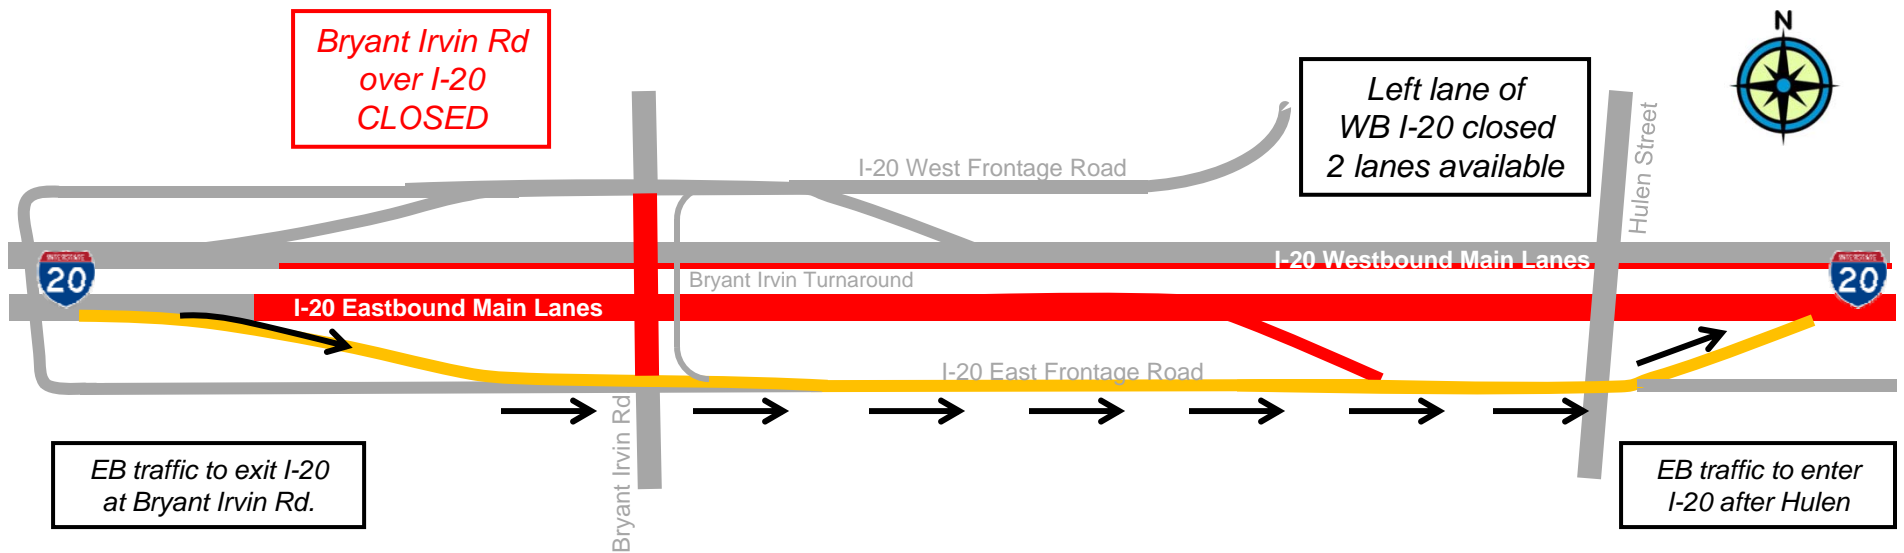 Bryant Irvin Rd
over I-20
CLOSED
N
Left lane of
WB I-20 closed
2 lanes available
Hulen Street
I-20 West Frontage Road
INTERSTATE
20
I-20 Westbound Main Lanes
INTERSTATE
20
Bryant Irvin Turnaround
I-20 Eastbound Main Lanes
I-20 East Frontage Road
Bryant Irvin Rd
EB traffic to exit I-20
at Bryant Irvin Rd.
EB traffic to enter
I-20 after Hulen